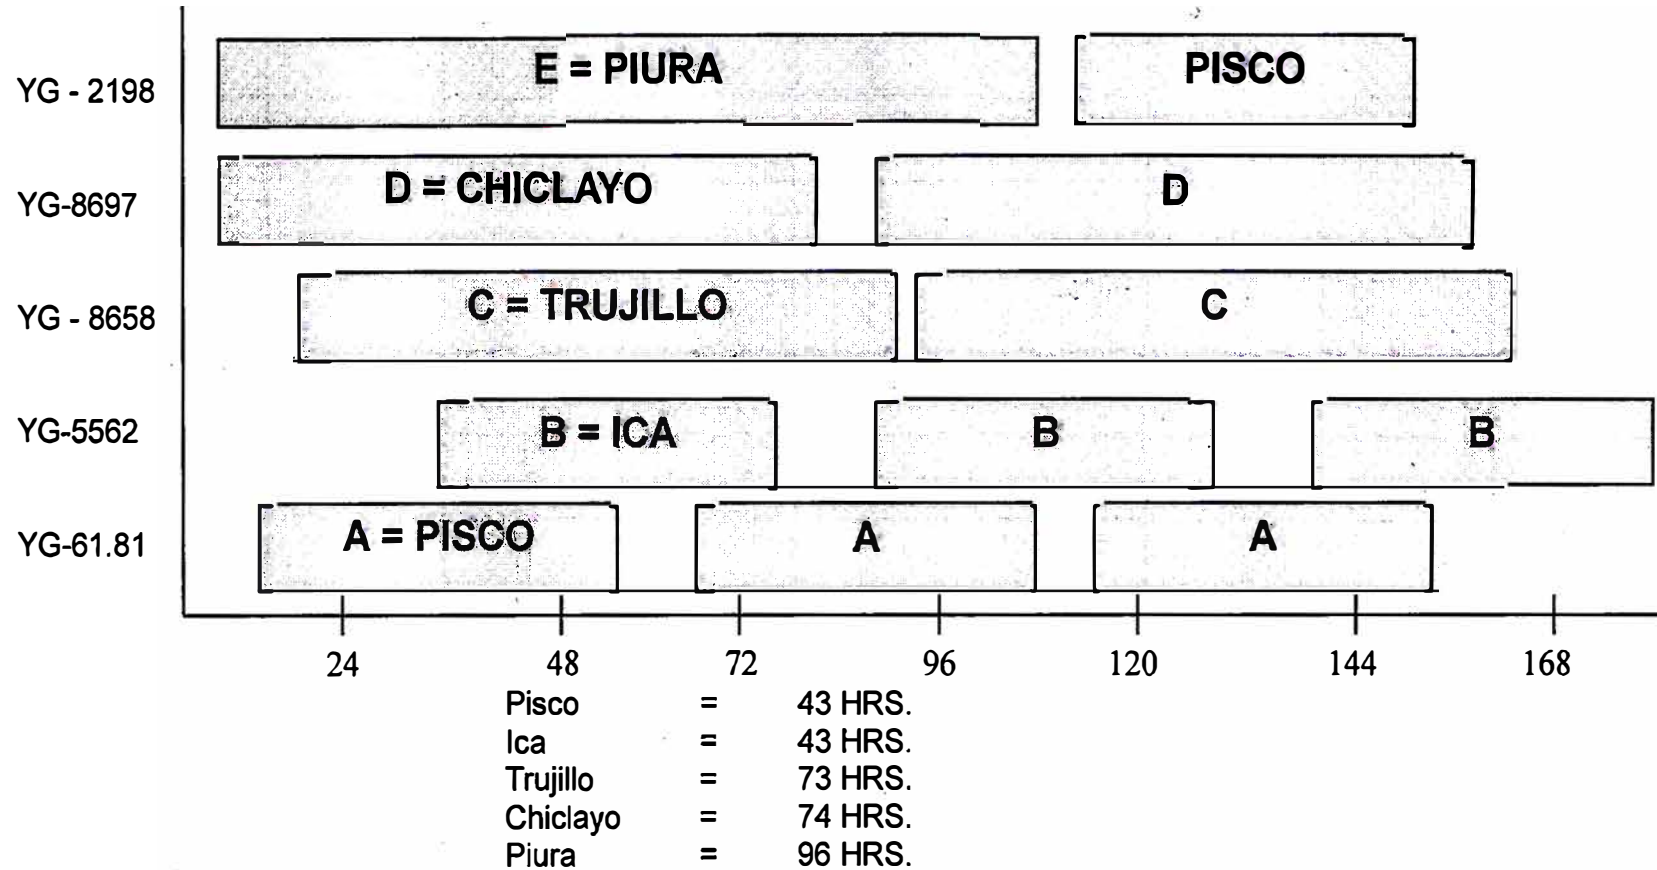 YG - 2198 E = PIURA PISCO
YG-8697 D = CHICLAYO D
YG - 8658 C = TRUJILLO C
YG-5562 B = ICA B B
YG-61.81 A = PISCO A A
24 48 72 96 120 144 168
Pisco = 43 HRS.
Ica = 43 HRS.
Trujillo = 73 HRS.
Chiclayo = 74 HRS.
Piura = 96 HRS.